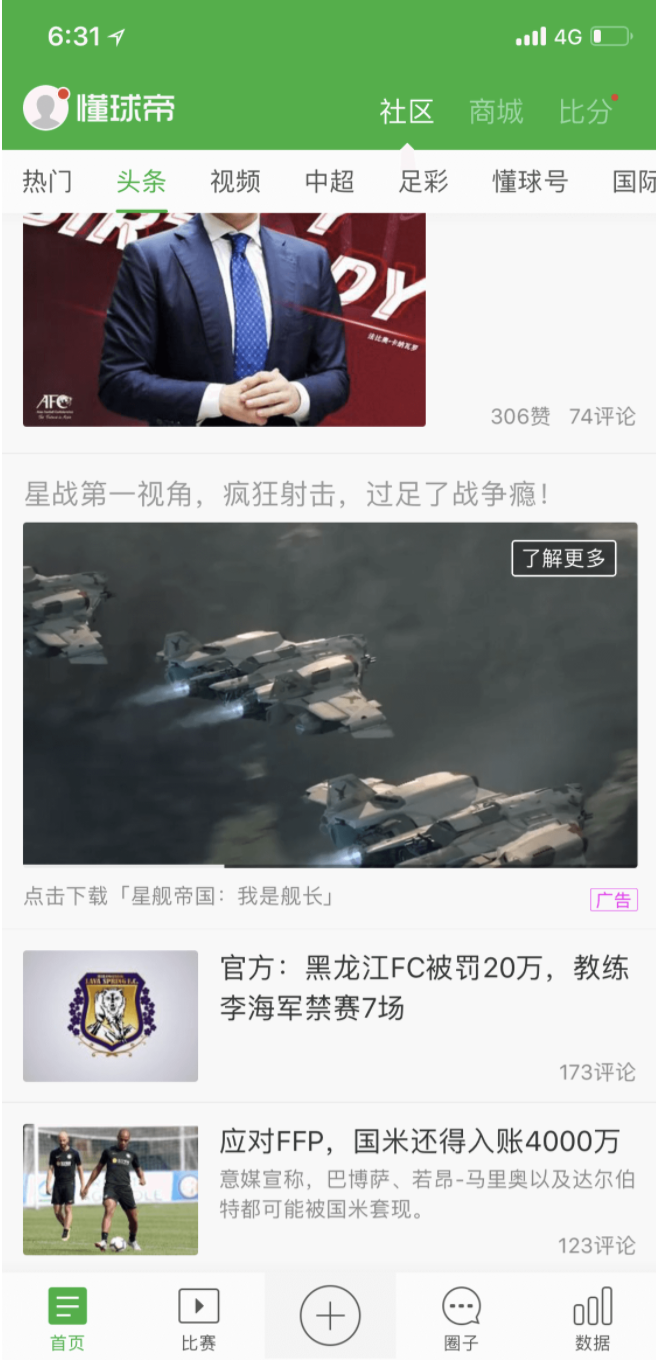 6:31
4G
懂球帝
社区 商城 比分
热门 头条 视频 中超 足彩 懂球号 国际
DY
法比奥-卡纳瓦罗
AFC
306赞 74评论
星战第一视角，疯狂射击，过足了战争瘾！
了解更多
点击下载「星舰帝国：我是舰长」
广告
LAVA SPRING F.C.
官方：黑龙江FC被罚20万，教练
李海军禁赛7场
173评论
应对FFP，国米还得入账4000万
意媒宣称，巴博萨、若昂-马里奥以及达尔伯
特都可能被国米套现。
123评论
首页 比赛 圈子 数据